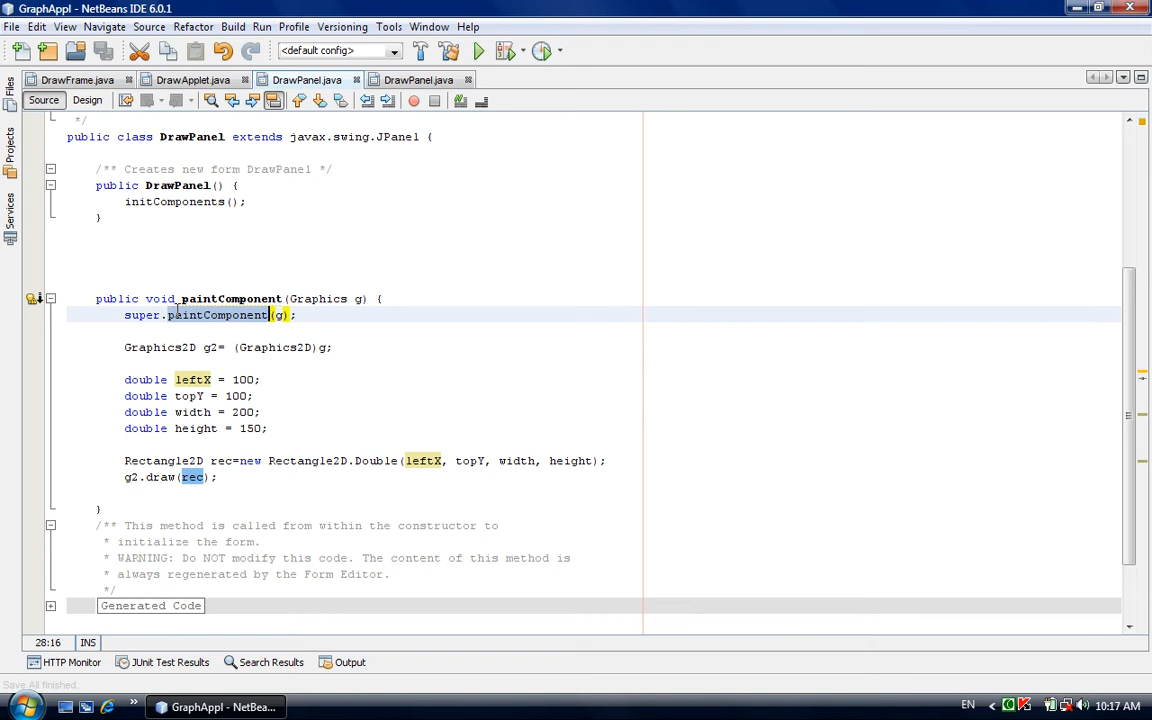 GraphAppl - NetBeans IDE 6.0.1
File Edit View Navigate Source Refactor Build Run Profile Versioning Tools Window Help
<default config>
DrawFrame.java DrawApplet.java DrawPanel.java DrawPanel.java
Source Design
Files
Projects
Services
*/
public class DrawPanel extends javax.swing.JPanel {
/** Creates new form DrawPanel */
public DrawPanel() {
initComponents();
}
public void paintComponent(Graphics g) {
super.paintComponent(g);
Graphics2D g2= (Graphics2D)g;
double leftX = 100;
double topY = 100;
double width = 200;
double height = 150;
Rectangle2D rec=new Rectangle2D.Double(leftX, topY, width, height);
g2.draw(rec);
}
/** This method is called from within the constructor to
* initialize the form.
* WARNING: Do NOT modify this code. The content of this method is
* always regenerated by the Form Editor.
*/
Generated Code
28:16 INS
HTTP Monitor JUnit Test Results Search Results Output
Save All finished.
GraphAppl - NetBea... EN 10:17 AM